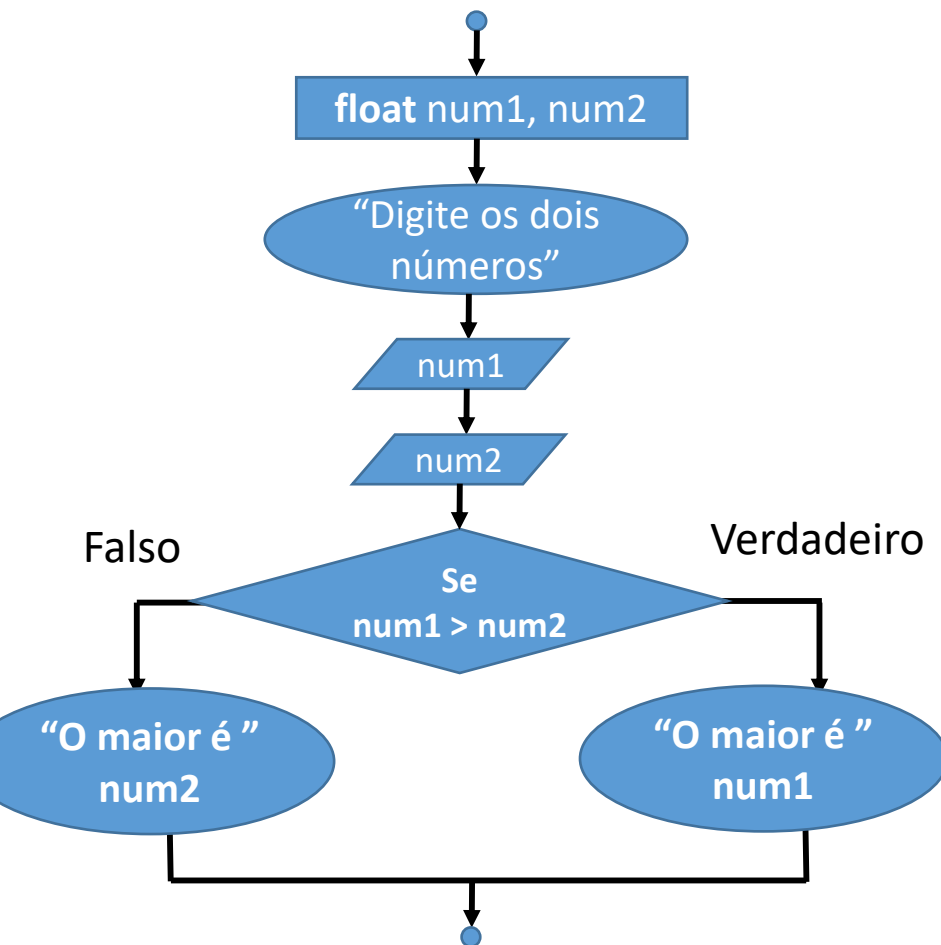 float num1, num2
“Digite os dois
números”
num1
num2
Falso
Verdadeiro
Se
num1 > num2
“O maior é ”
num2
“O maior é ”
num1